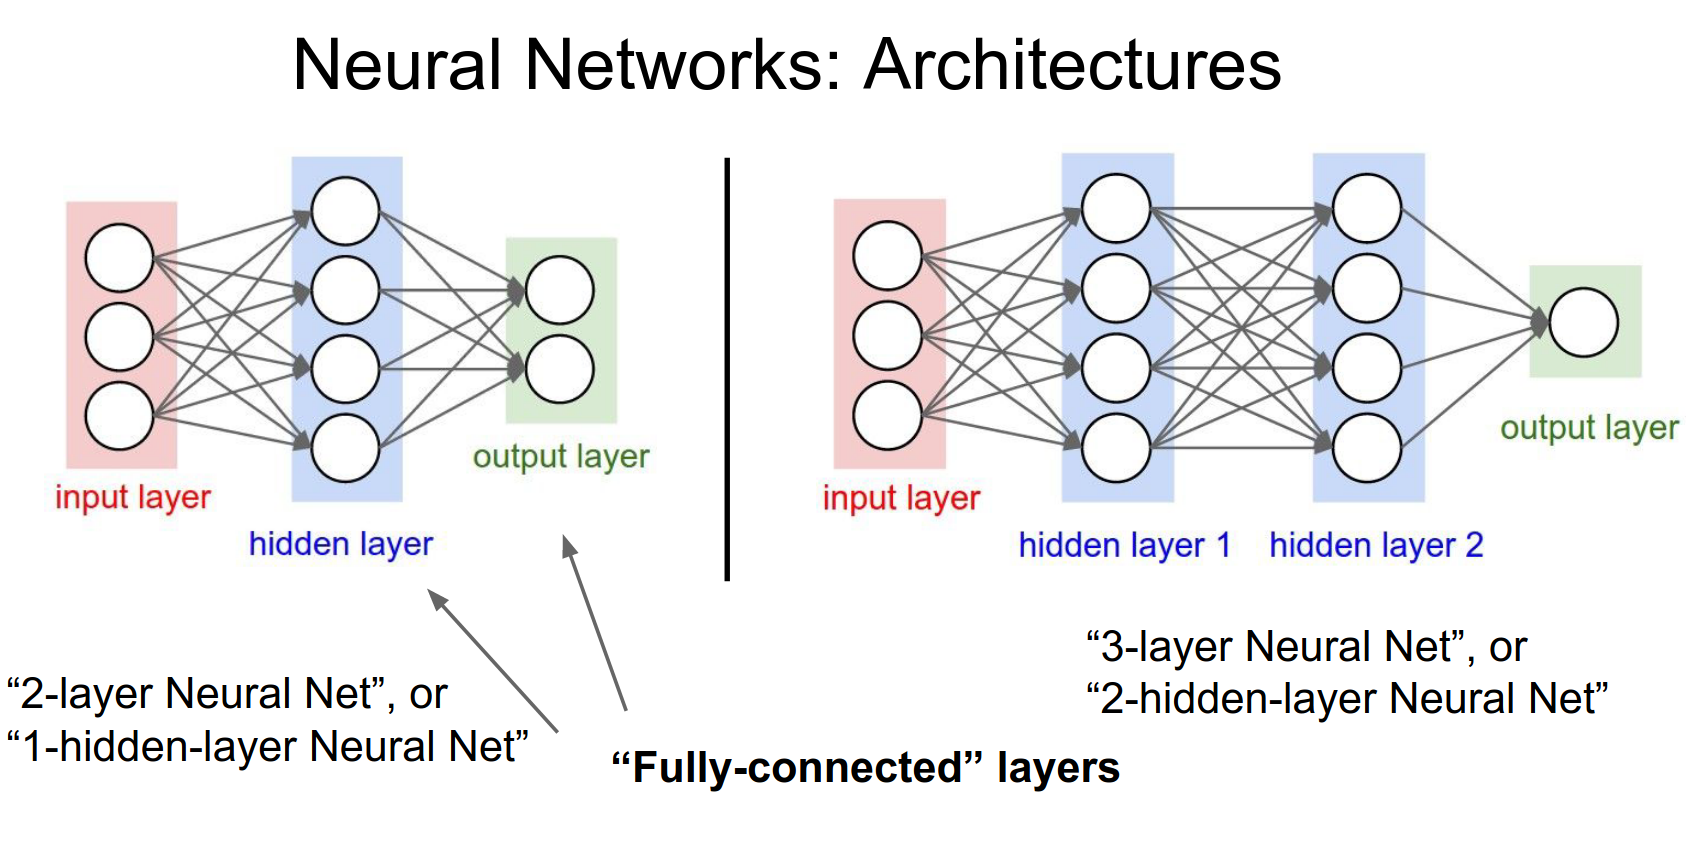 Neural Networks: Architectures
input layer
hidden layer
output layer
“2-layer Neural Net”, or
“1-hidden-layer Neural Net”
“Fully-connected” layers
input layer
hidden layer 1
hidden layer 2
output layer
“3-layer Neural Net”, or
“2-hidden-layer Neural Net”